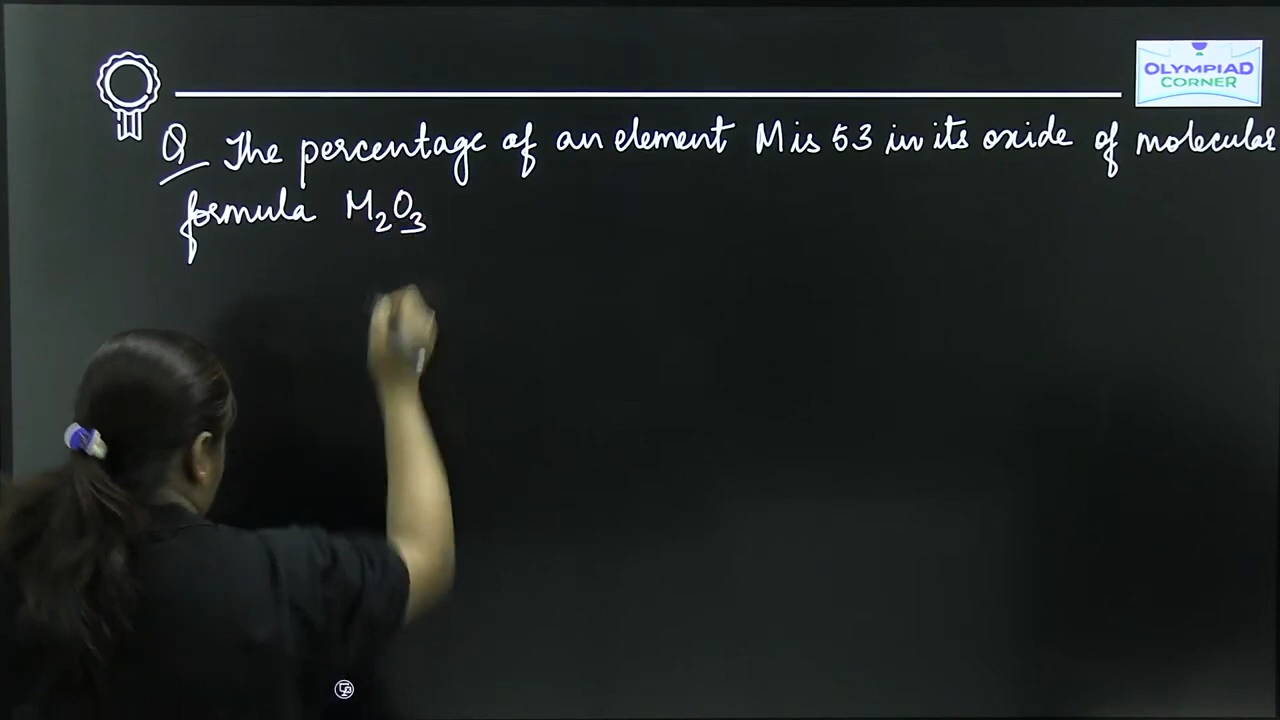 OLYMPIAD
CORNER
Q The percentage of an element M is 53 in its oxide of molecular
formula M₂O₃